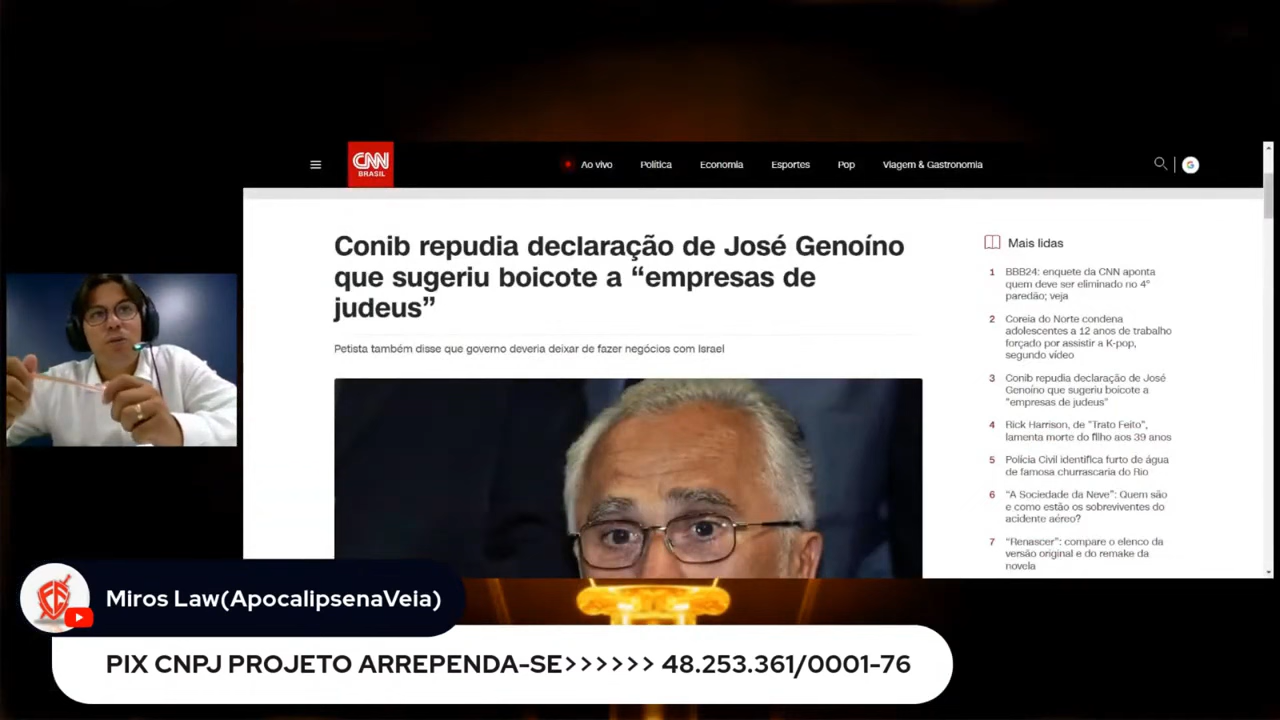 CNN
BRASIL
Ao vivo
Política
Economia
Esportes
Pop
Viagem & Gastronomia
Conib repudia declaração de José Genoíno
que sugeriu boicote a “empresas de
judeus”
Petista também disse que governo deveria deixar de fazer negócios com Israel
Mais lidas
1 BBB24: enquete da CNN aponta
quem deve ser eliminado no 4º
paredão; veja
2 Coreia do Norte condena
adolescentes a 12 anos de trabalho
forçado por assistir a K-pop,
segundo vídeo
3 Conib repudia declaração de José
Genoíno que sugeriu boicote a
“empresas de judeus”
4 Rick Harrison, de “Trato Feito”,
lamenta morte do filho aos 39 anos
5 Polícia Civil identifica furto de água
de famosa churrascaria do Rio
6 “A Sociedade da Neve”: Quem são
e como estão os sobreviventes do
acidente aéreo?
7 “Renascer”: compare o elenco da
versão original e do remake da
novela
Miros Law(ApocalipsenaVeia)
PIX CNPJ PROJETO ARREPENDA-SE>>>>>> 48.253.361/0001-76